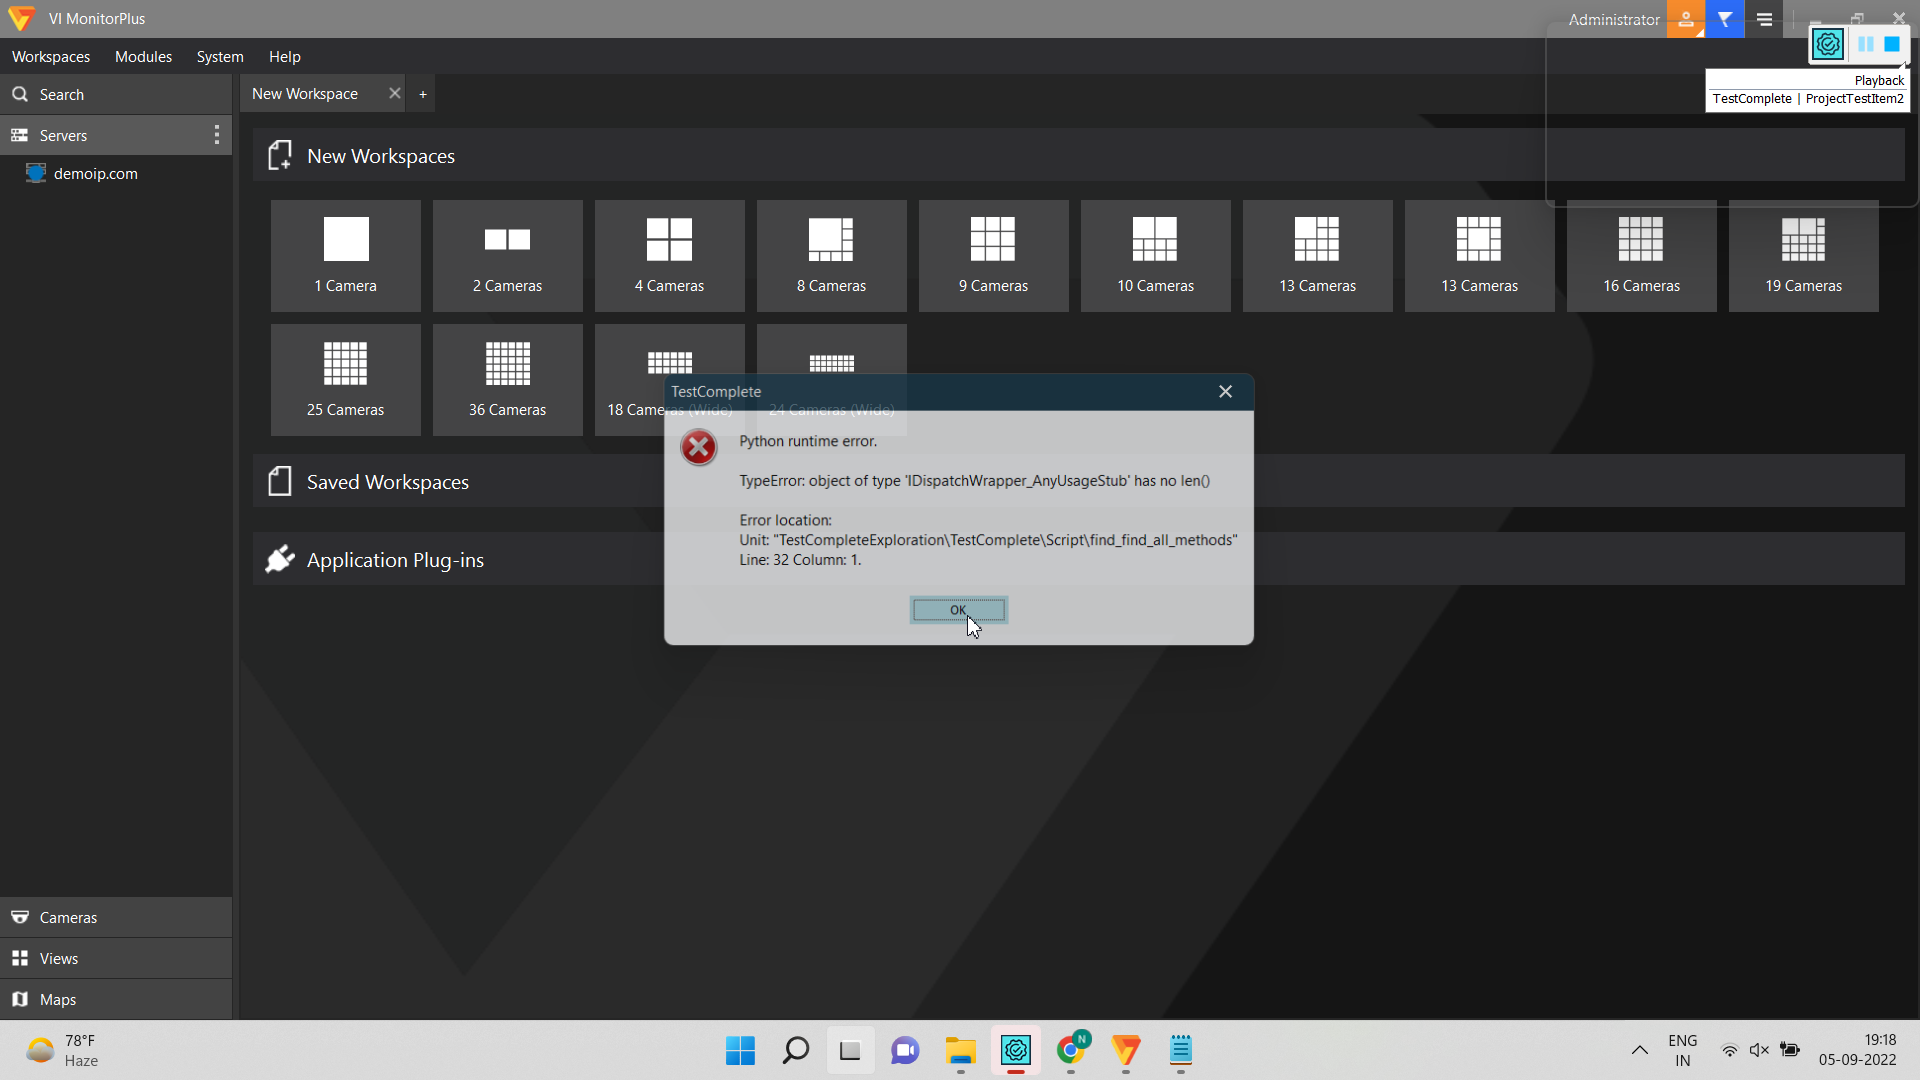 VI MonitorPlus
Administrator
Workspaces Modules System Help
Playback
TestComplete | ProjectTestItem2
Search
New Workspace
+
Servers
demoip.com
New Workspaces
1 Camera
2 Cameras
4 Cameras
8 Cameras
9 Cameras
10 Cameras
13 Cameras
13 Cameras
16 Cameras
19 Cameras
25 Cameras
36 Cameras
18 Cameras (Wide)
24 Cameras (Wide)
TestComplete
Python runtime error.
TypeError: object of type 'IDispatchWrapper_AnyUsageStub' has no len()
Error location:
Unit: "TestCompleteExploration\TestComplete\Script\find_find_all_methods"
Line: 32 Column: 1.
OK
Saved Workspaces
Application Plug-ins
Cameras
Views
Maps
78°F
Haze
N
ENG
IN
19:18
05-09-2022